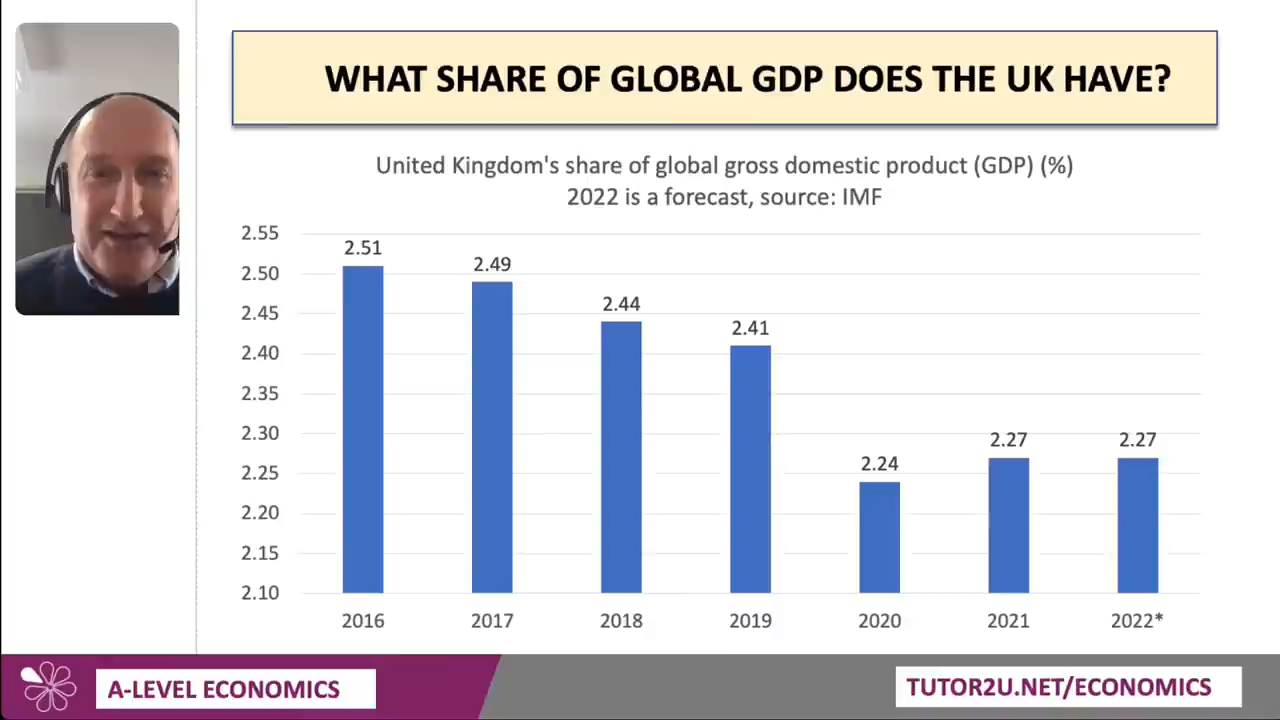 WHAT SHARE OF GLOBAL GDP DOES THE UK HAVE?
United Kingdom's share of global gross domestic product (GDP) (%)
2022 is a forecast, source: IMF
2.55
2.50
2.45
2.40
2.35
2.30
2.25
2.20
2.15
2.10
2.51
2.49
2.44
2.41
2.24
2.27
2.27
2016 2017 2018 2019 2020 2021 2022*
A-LEVEL ECONOMICS
TUTOR2U.NET/ECONOMICS